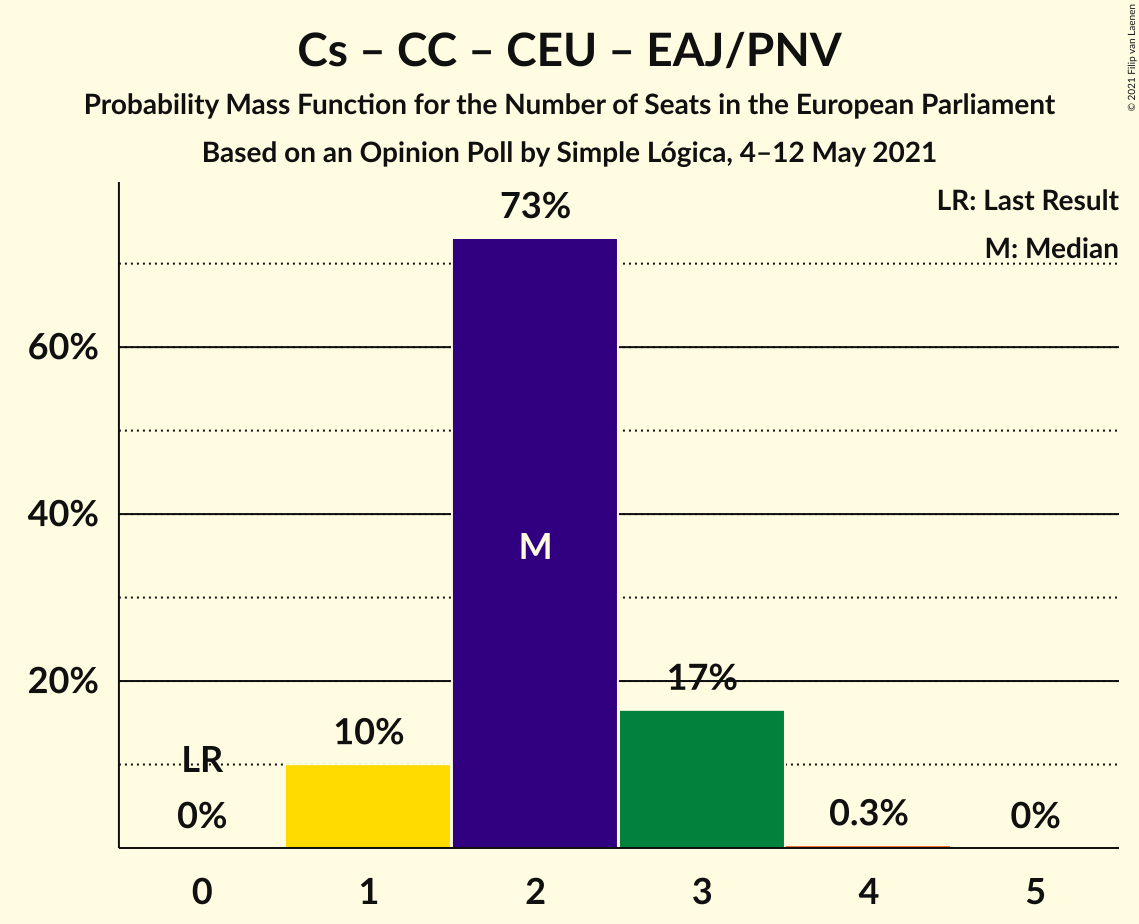 Cs – CC – CEU – EAJ/PNV
Probability Mass Function for the Number of Seats in the European Parliament
Based on an Opinion Poll by Simple Lógica, 4–12 May 2021
© 2021 Filip van Laenen
LR: Last Result
M: Median
73%
60%
40%
20%
M
17%
10%
LR
0%
0.3%
0%
0 1 2 3 4 5